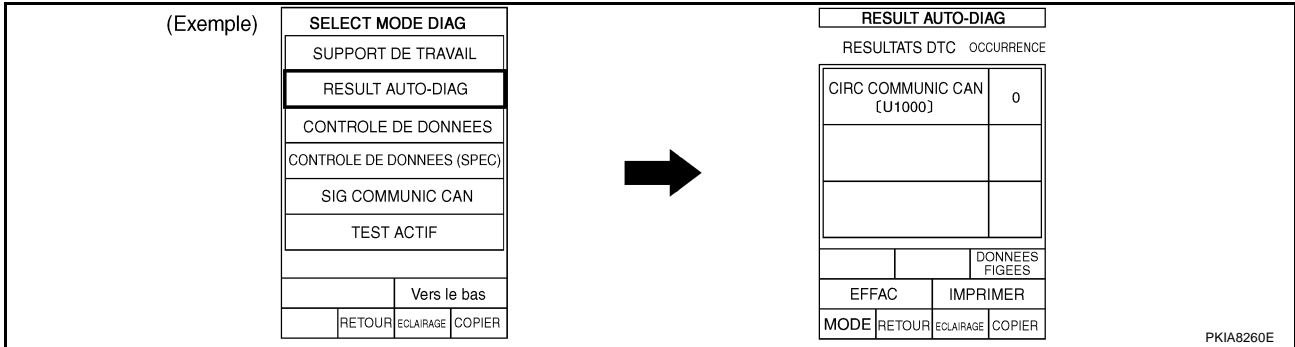 (Exemple)
SELECT MODE DIAG
SUPPORT DE TRAVAIL
RESULT AUTO-DIAG
CONTROLE DE DONNEES
CONTROLE DE DONNEES (SPEC)
SIG COMMUNIC CAN
TEST ACTIF
Vers le bas
RETOUR ECLAIRAGE COPIER
RESULT AUTO-DIAG
RESULTATS DTC OCCURRENCE
CIRC COMMUNIC CAN 0
〔U1000〕
DONNEES
FIGEES
EFFAC IMPRIMER
MODE RETOUR ECLAIRAGE COPIER
PKIA8260E